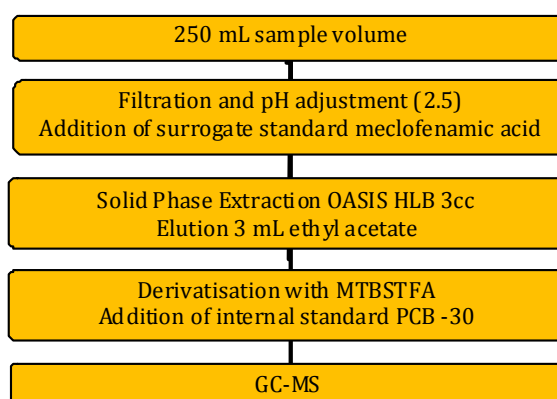 250 mL sample volume
Filtration and pH adjustment (2.5)
Addition of surrogate standard meclofenamic acid
Solid Phase Extraction OASIS HLB 3cc
Elution 3 mL ethyl acetate
Derivatisation with MTBSTFA
Addition of internal standard PCB -30
GC-MS